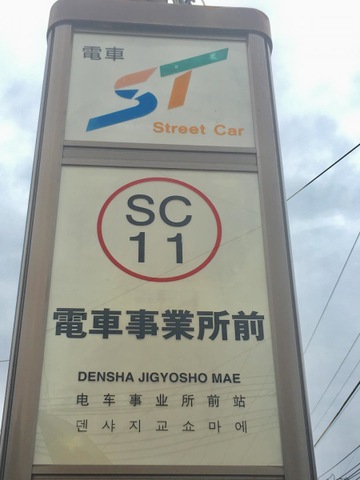 電車
ST
Street Car
SC
11
電車事業所前
DENSHA JIGYOSHO MAE
电车事业所前站
덴샤지교쇼마에